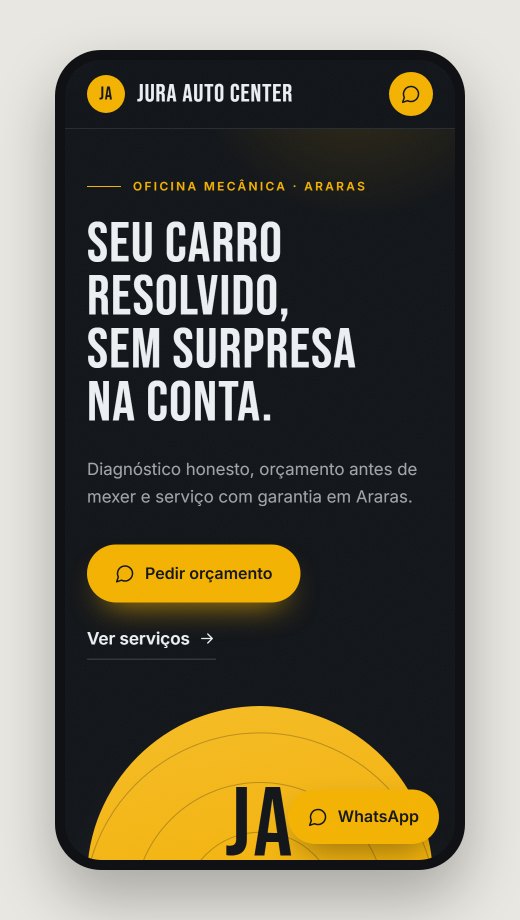 JA JURA AUTO CENTER
OFICINA MECÂNICA · ARARAS
SEU CARRO
RESOLVIDO,
SEM SURPRESA
NA CONTA.
Diagnóstico honesto, orçamento antes de
mexer e serviço com garantia em Araras.
Pedir orçamento
Ver serviços →
JA
WhatsApp